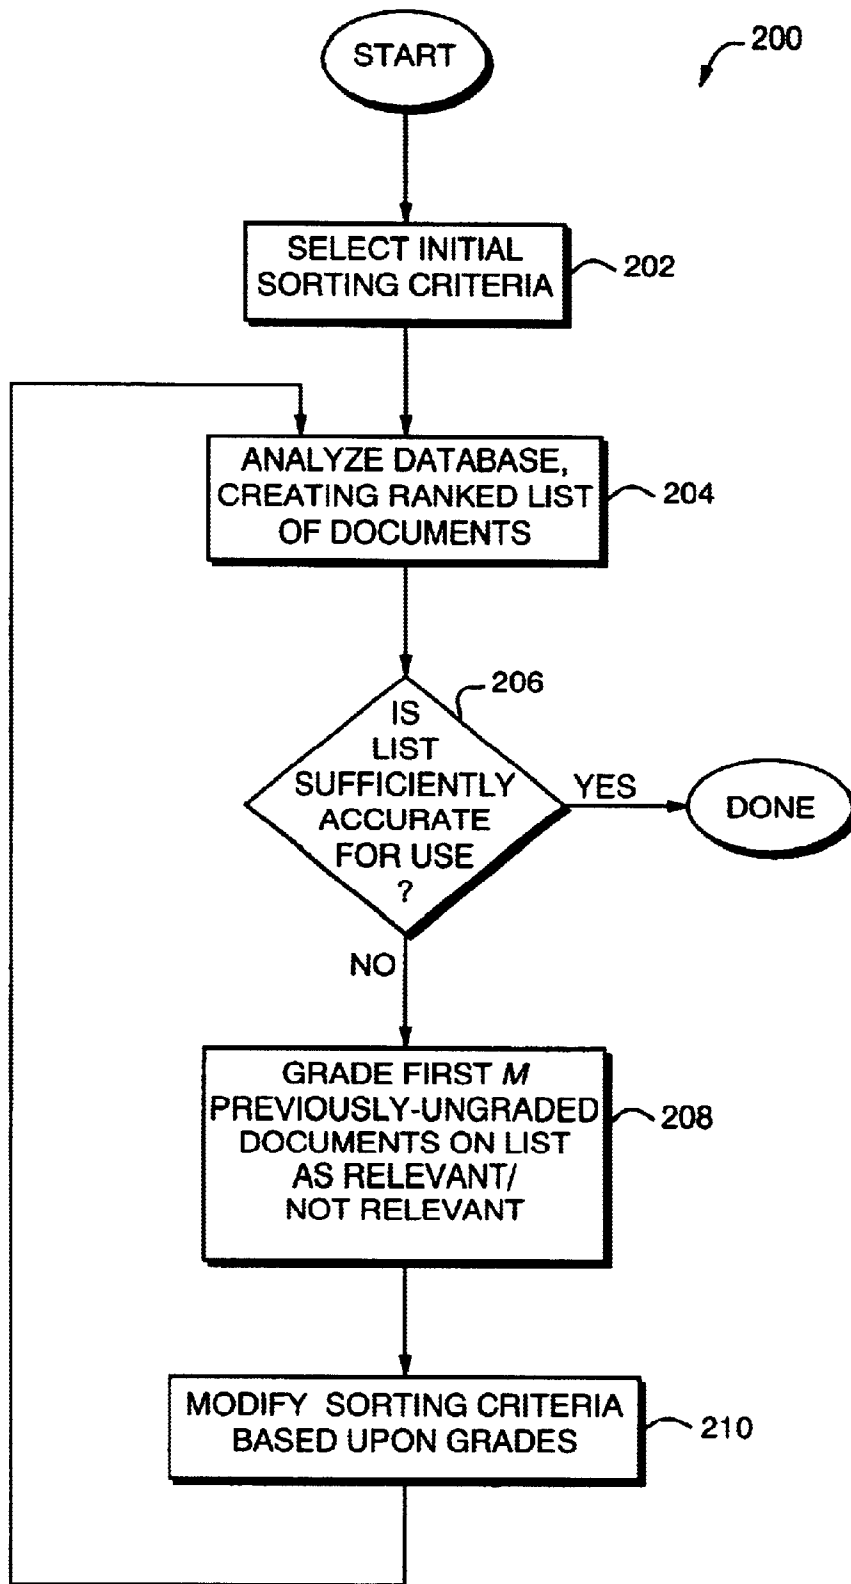 START
200
SELECT INITIAL
SORTING CRITERIA
202
ANALYZE DATABASE,
CREATING RANKED LIST
OF DOCUMENTS
204
206
IS
LIST
SUFFICIENTLY
ACCURATE
FOR USE
?
YES
DONE
NO
GRADE FIRST M
PREVIOUSLY-UNGRADED
DOCUMENTS ON LIST
AS RELEVANT/
NOT RELEVANT
208
MODIFY SORTING CRITERIA
BASED UPON GRADES
210